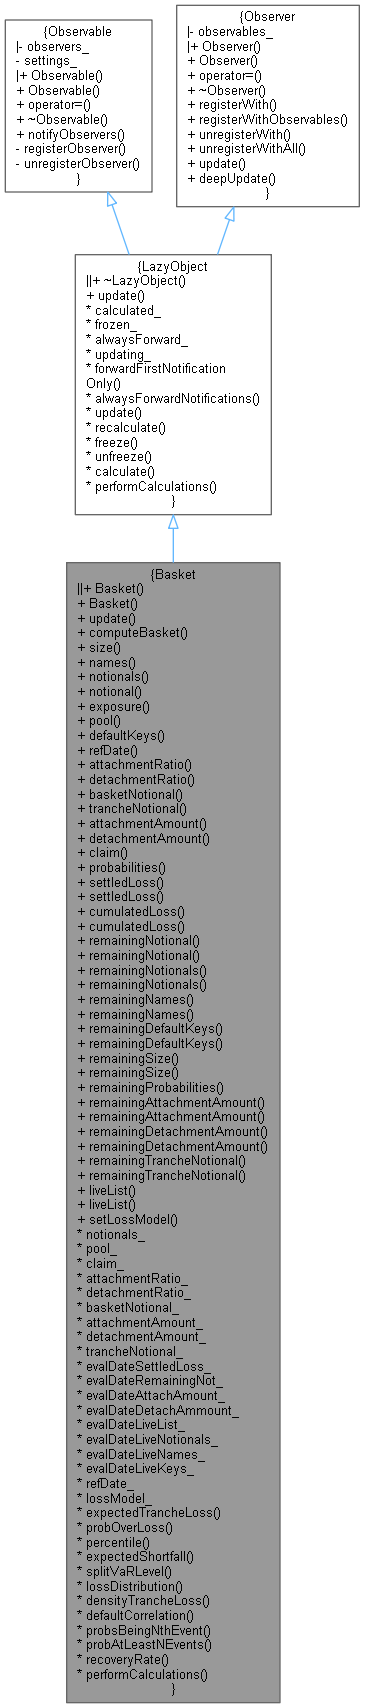 {Observable
|- observers_
- settings_
|+ Observable()
+ Observable()
+ operator=()
+ ~Observable()
+ notifyObservers()
- registerObserver()
- unregisterObserver()
}
{Observer
|- observables_
|+ Observer()
+ Observer()
+ operator=()
+ ~Observer()
+ registerWith()
+ registerWithObservables()
+ unregisterWith()
+ unregisterWithAll()
+ update()
+ deepUpdate()
}
{LazyObject
||+ ~LazyObject()
+ update()
* calculated_
* frozen_
* alwaysForward_
* updating_
* forwardFirstNotification
Only()
* alwaysForwardNotifications()
* update()
* recalculate()
* freeze()
* unfreeze()
* calculate()
* performCalculations()
}
{Basket
||+ Basket()
+ Basket()
+ update()
+ computeBasket()
+ size()
+ names()
+ notionals()
+ notional()
+ exposure()
+ pool()
+ defaultKeys()
+ refDate()
+ attachmentRatio()
+ detachmentRatio()
+ basketNotional()
+ trancheNotional()
+ attachmentAmount()
+ detachmentAmount()
+ claim()
+ probabilities()
+ settledLoss()
+ settledLoss()
+ cumulatedLoss()
+ cumulatedLoss()
+ remainingNotional()
+ remainingNotional()
+ remainingNotionals()
+ remainingNotionals()
+ remainingNames()
+ remainingNames()
+ remainingDefaultKeys()
+ remainingDefaultKeys()
+ remainingSize()
+ remainingSize()
+ remainingProbabilities()
+ remainingAttachmentAmount()
+ remainingAttachmentAmount()
+ remainingDetachmentAmount()
+ remainingDetachmentAmount()
+ remainingTrancheNotional()
+ remainingTrancheNotional()
+ liveList()
+ liveList()
+ setLossModel()
* notionals_
* pool_
* claim_
* attachmentRatio_
* detachmentRatio_
* basketNotional_
* attachmentAmount_
* detachmentAmount_
* trancheNotional_
* evalDateSettledLoss_
* evalDateRemainingNot_
* evalDateAttachAmount_
* evalDateDetachAmmount_
* evalDateLiveList_
* evalDateLiveNotionals_
* evalDateLiveNames_
* evalDateLiveKeys_
* refDate_
* lossModel_
* expectedTrancheLoss()
* probOverLoss()
* percentile()
* expectedShortfall()
* splitVaRLevel()
* lossDistribution()
* densityTrancheLoss()
* defaultCorrelation()
* probsBeingNthEvent()
* probAtLeastNEvents()
* recoveryRate()
* performCalculations()
}